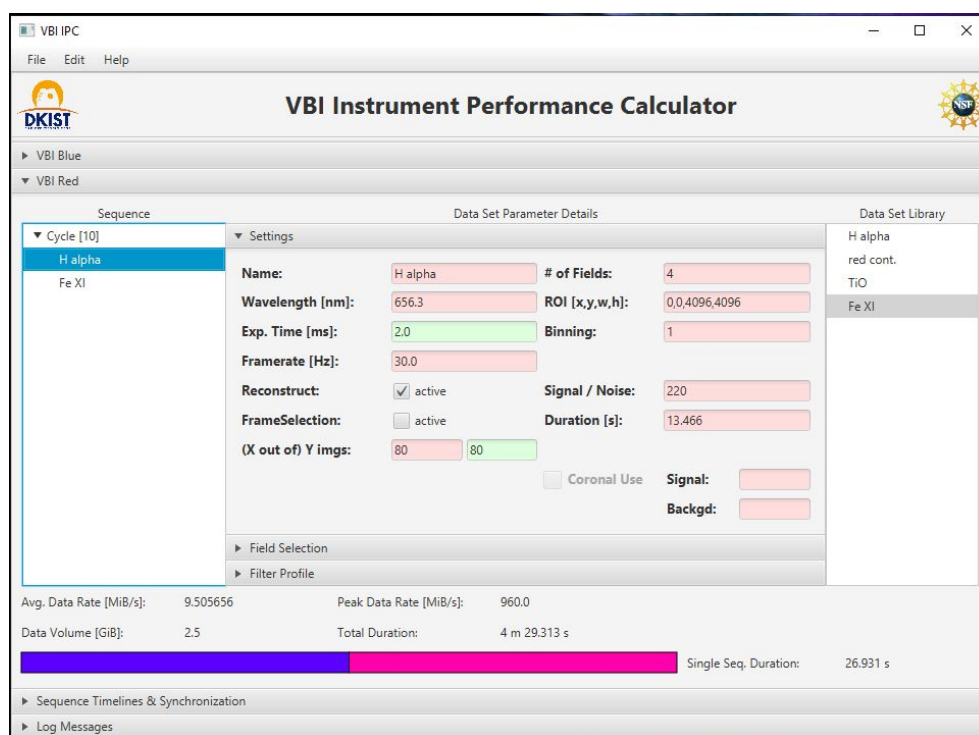 VBI IPC
File Edit Help
DKIST
VBI Instrument Performance Calculator
NSF
VBI Blue
VBI Red
Sequence
Data Set Parameter Details
Data Set Library
Cycle [10]
H alpha
Fe XI
Settings
Name: H alpha # of Fields: 4
Wavelength [nm]: 656.3 ROI [x,y,w,h]: 0,0,4096,4096
Exp. Time [ms]: 2.0 Binning: 1
Framerate [Hz]: 30.0
Reconstruct: active Signal / Noise: 220
FrameSelection: active Duration [s]: 13.466
(X out of) Y imgs: 80 80
Coronal Use Signal:
Backgd:
Field Selection
Filter Profile
H alpha
red cont.
TiO
Fe XI
Avg. Data Rate [MiB/s]: 9.505656 Peak Data Rate [MiB/s]: 960.0
Data Volume [GiB]: 2.5 Total Duration: 4 m 29.313 s
Single Seq. Duration: 26.931 s
Sequence Timelines & Synchronization
Log Messages